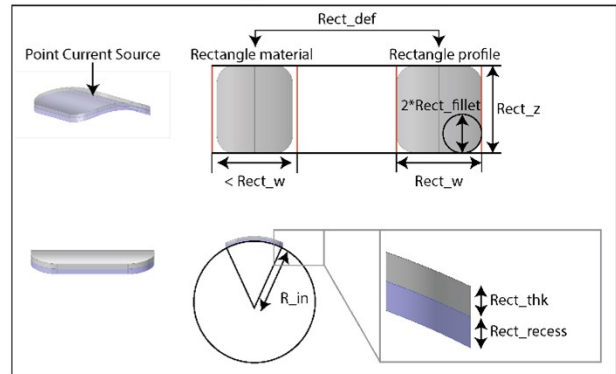 Rect_def
Point Current Source
Rectangle material
Rectangle profile
2*Rect_fillet
Rect_z
< Rect_w
Rect_w
R_in
Rect_thk
Rect_recess